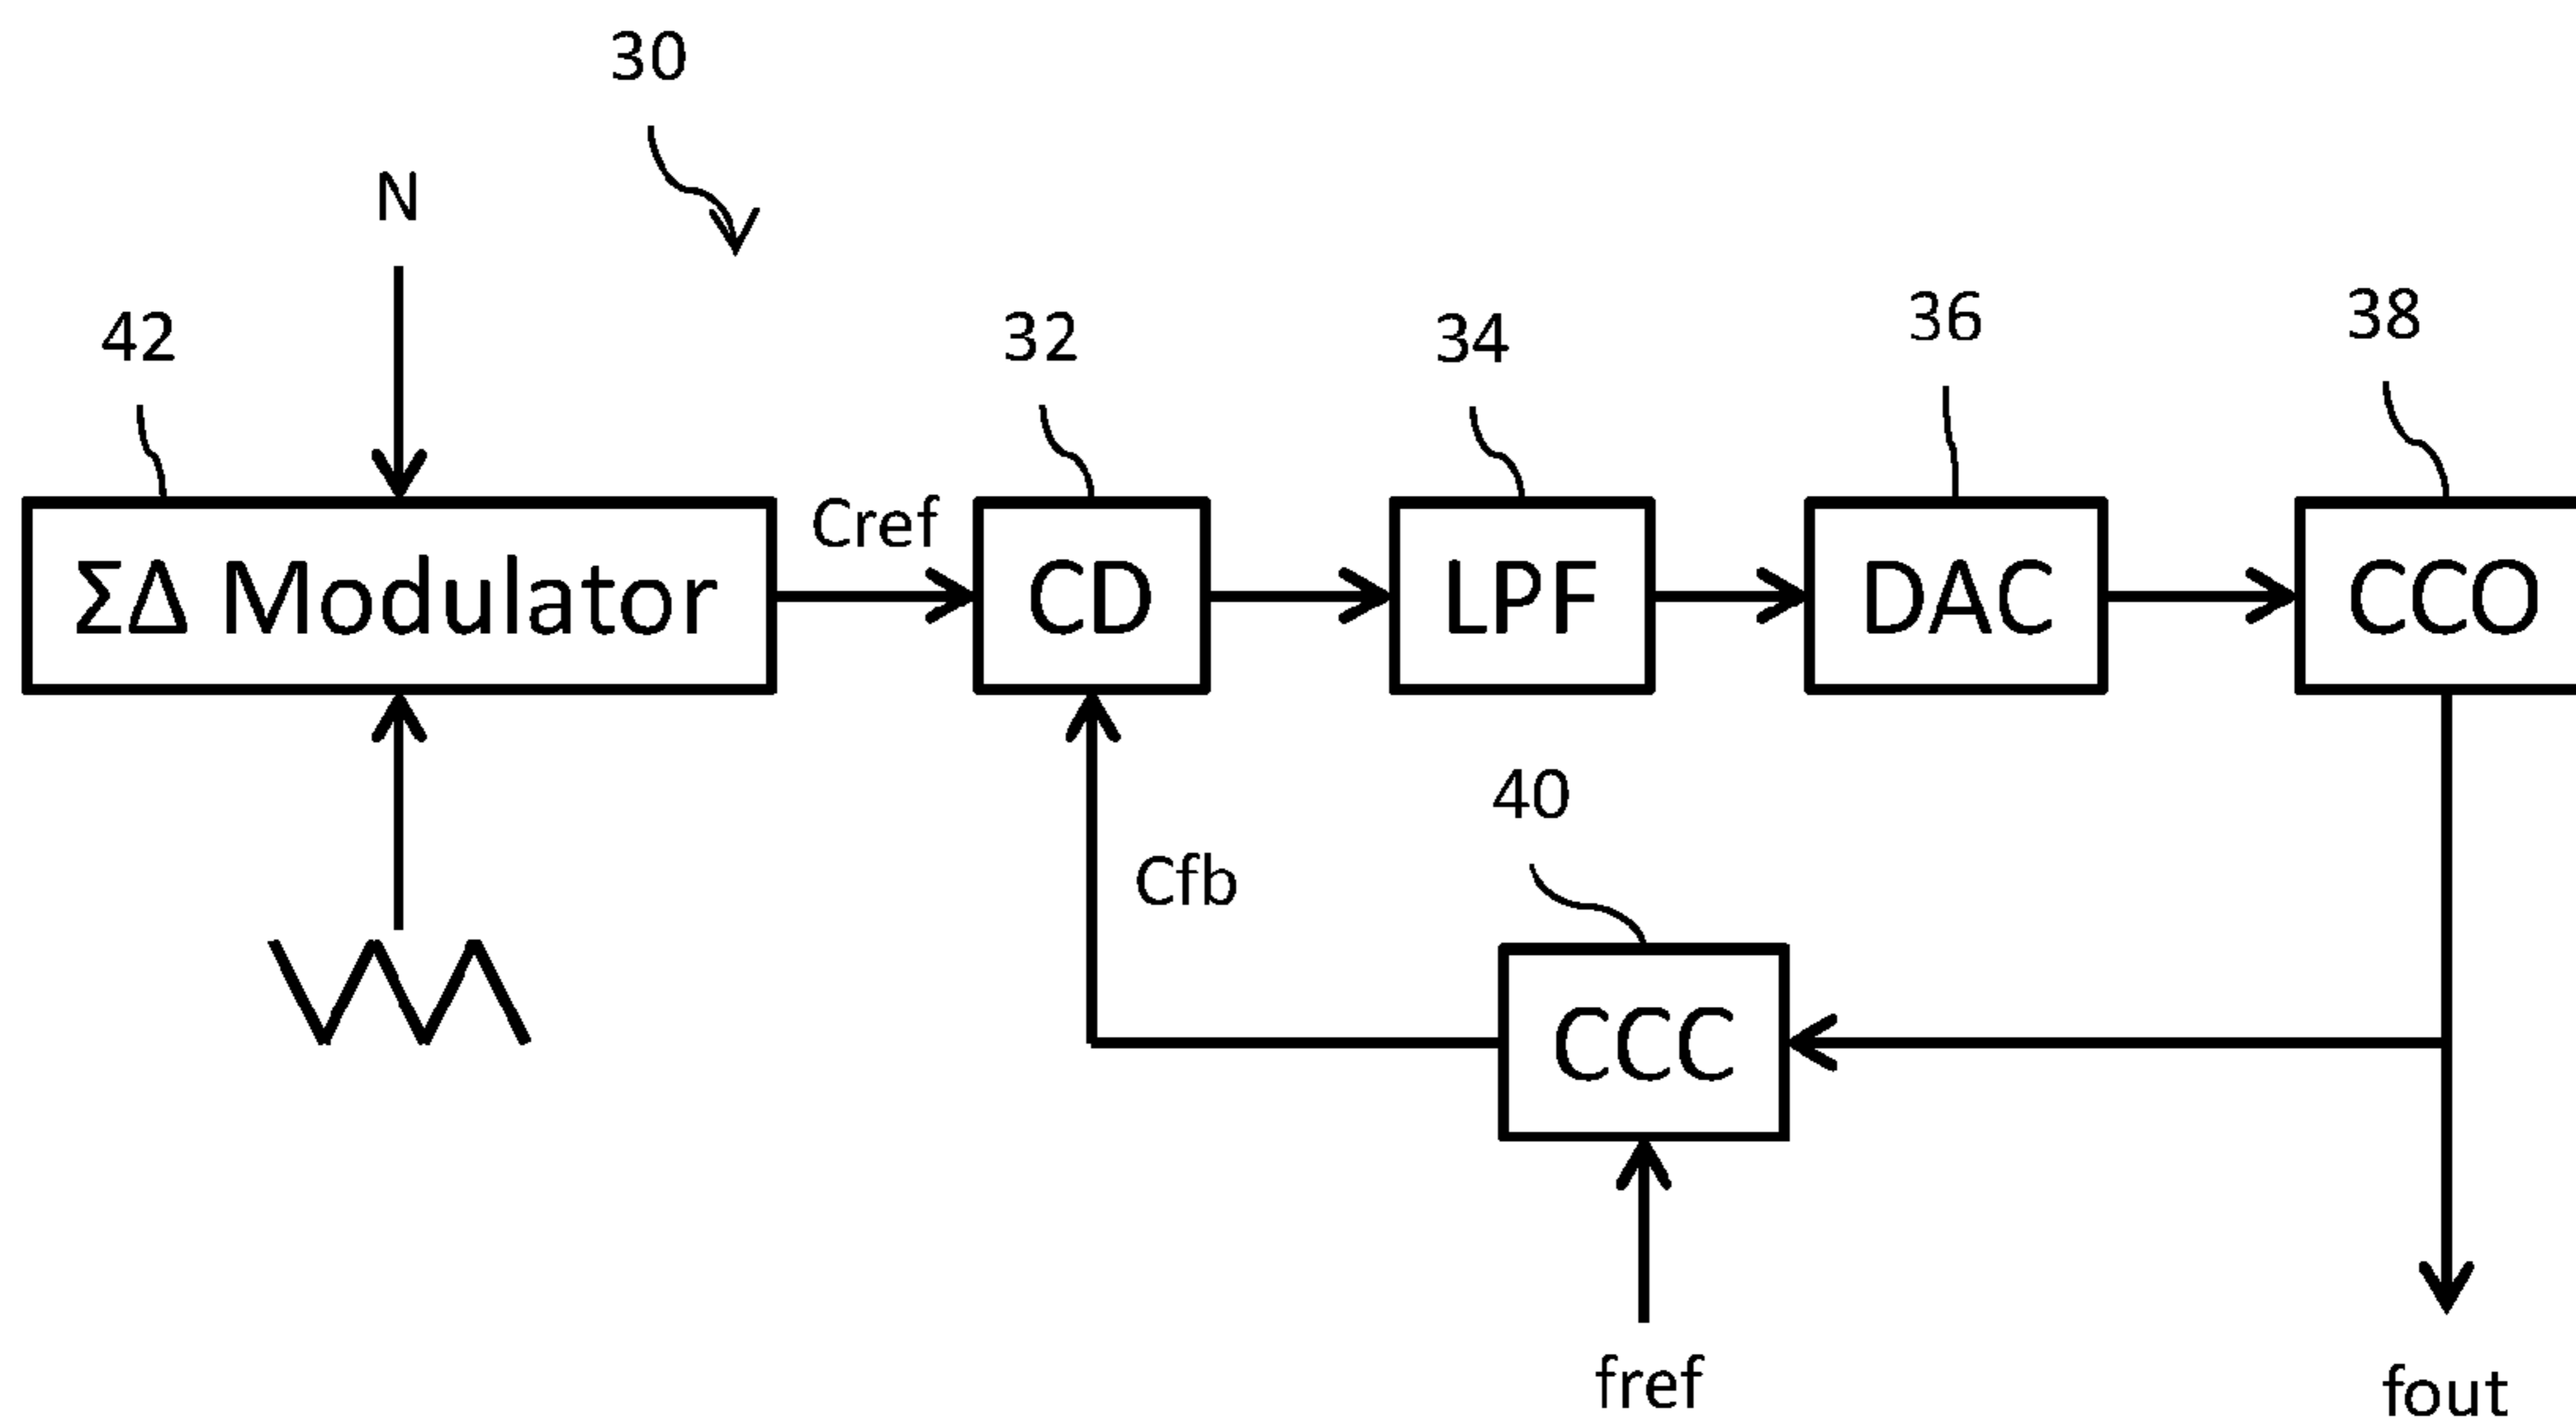 30
N
42
32
34
36
38
Cref
ΣΔ Modulator
CD
LPF
DAC
CCO
40
Cfb
CCC
fref
fout